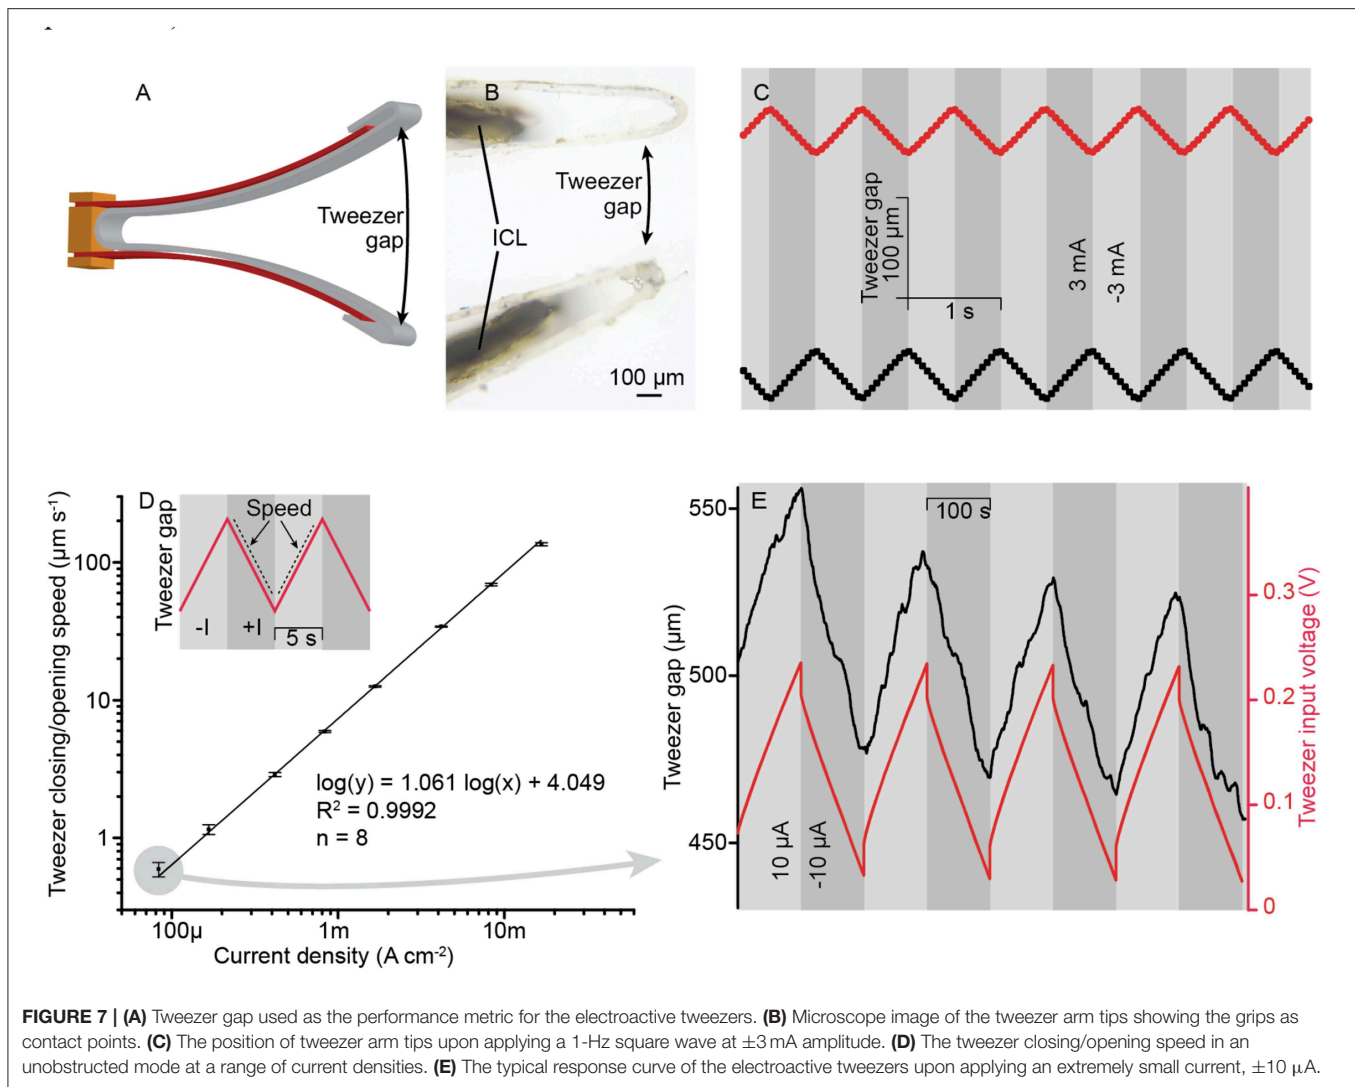 A
Tweezer
gap
B
Tweezer
gap
ICL
100 µm
C
Tweezer gap
100 µm
1 s
3 mA
-3 mA
D
Tweezer closing/opening speed (µm s⁻¹)
100
10
1
Tweezer gap
Speed
-I
+I
5 s
log(y) = 1.061 log(x) + 4.049
R² = 0.9992
n = 8
100µ
1m
10m
Current density (A cm⁻²)
E
Tweezer gap (µm)
550
500
450
100 s
10 µA
-10 µA
0.3
0.2
0.1
0
Tweezer input voltage (V)
FIGURE 7 | (A) Tweezer gap used as the performance metric for the electroactive tweezers. (B) Microscope image of the tweezer arm tips showing the grips as
contact points. (C) The position of tweezer arm tips upon applying a 1-Hz square wave at ±3 mA amplitude. (D) The tweezer closing/opening speed in an
unobstructed mode at a range of current densities. (E) The typical response curve of the electroactive tweezers upon applying an extremely small current, ±10 µA.